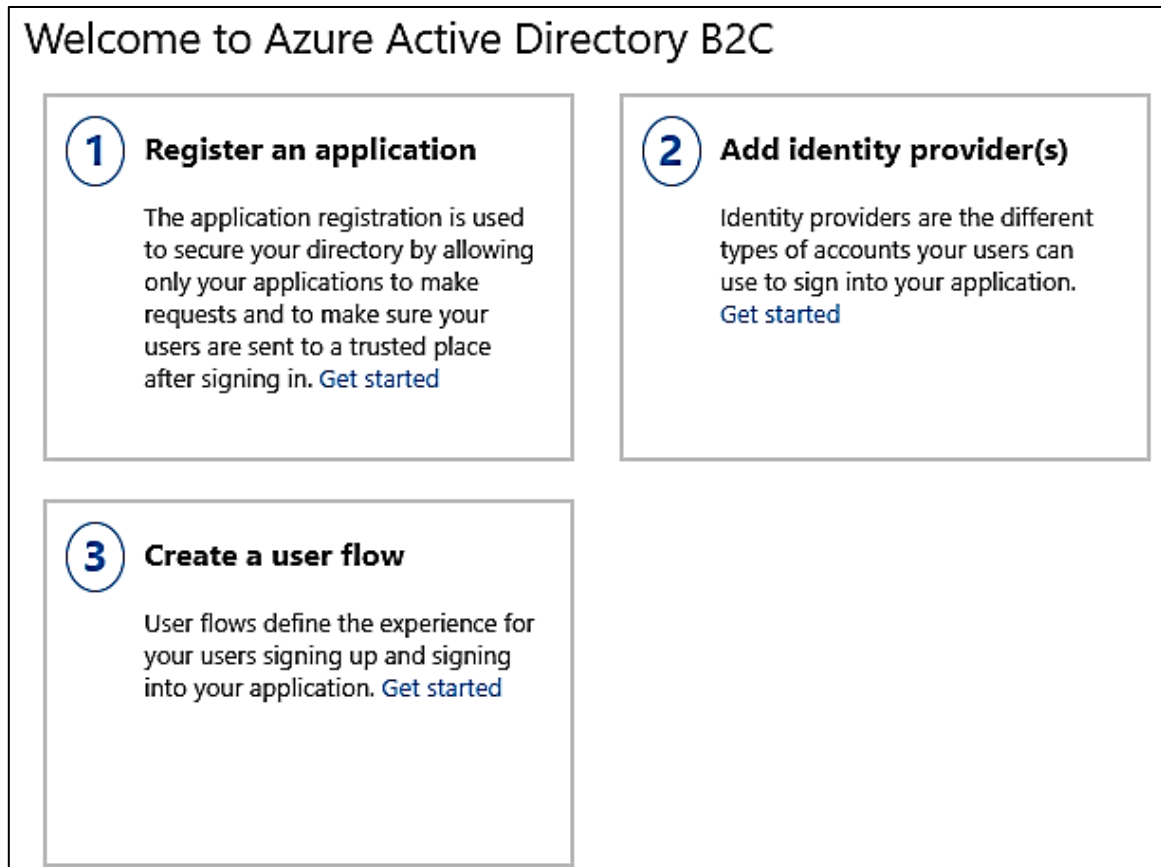 Welcome to Azure Active Directory B2C
1 Register an application
The application registration is used
to secure your directory by allowing
only your applications to make
requests and to make sure your
users are sent to a trusted place
after signing in. Get started
2 Add identity provider(s)
Identity providers are the different
types of accounts your users can
use to sign into your application.
Get started
3 Create a user flow
User flows define the experience for
your users signing up and signing
into your application. Get started